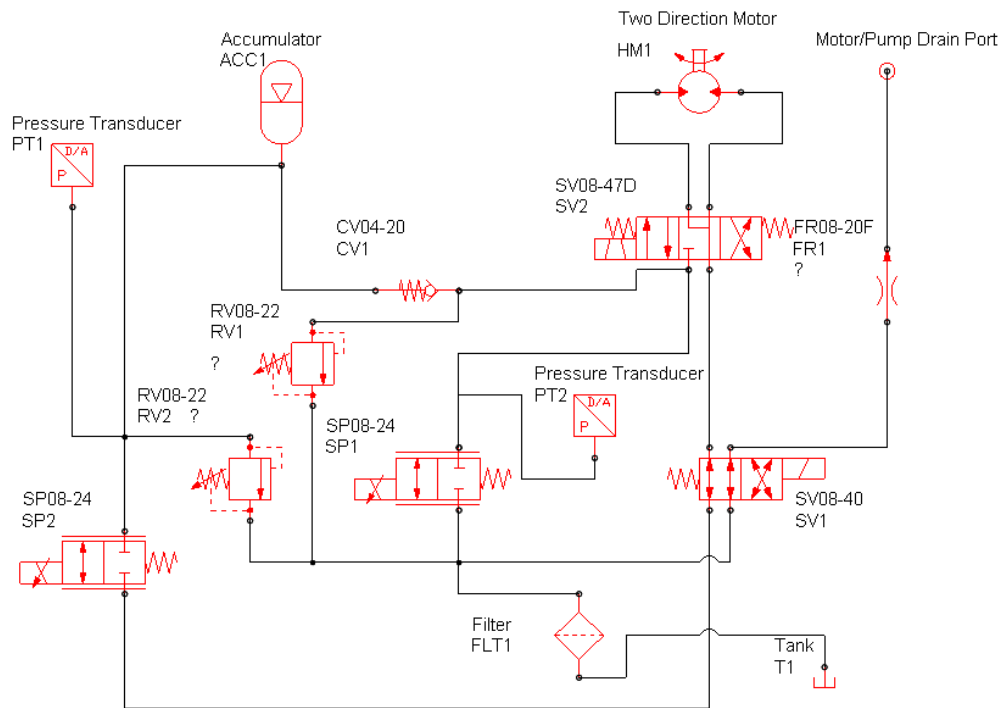 Two Direction Motor
HM1
Motor/Pump Drain Port
Accumulator
ACC1
Pressure Transducer
PT1
D/A
P
SV08-47D
SV2
CV04-20
CV1
FR08-20F
FR1
?
RV08-22
RV1
?
Pressure Transducer
PT2
D/A
P
RV08-22
RV2 ?
SP08-24
SP1
SP08-24
SP2
SV08-40
SV1
Filter
FLT1
Tank
T1